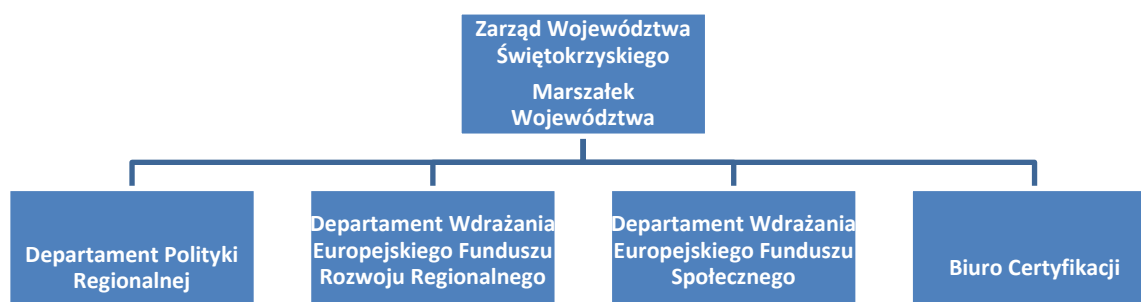 Zarząd Województwa
Świętokrzyskiego
Marszałek
Województwa
Departament Polityki
Regionalnej
Departament Wdrażania
Europejskiego Funduszu
Rozwoju Regionalnego
Departament Wdrażania
Europejskiego Funduszu
Społecznego
Biuro Certyfikacji